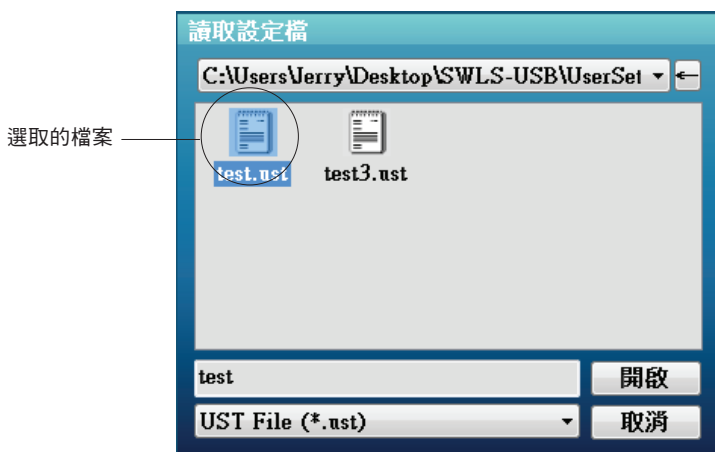 讀取設定檔
C:\Users\Jerry\Desktop\SWLS-USB\UserSet
選取的檔案
test.ust test3.ust
test 開啟
UST File (*.ust) 取消